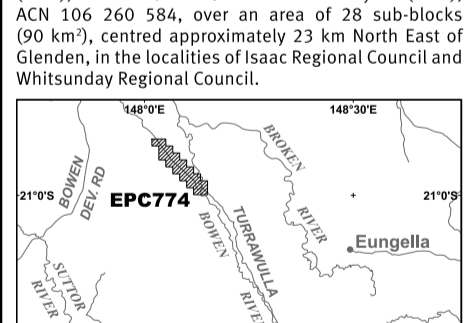 ACN 106 260 584, over an area of 28 sub-blocks
(90 km²), centred approximately 23 km North East of
Glenden, in the localities of Isaac Regional Council and
Whitsunday Regional Council.
148°0'E
148°30'E
BROKEN
RIVER
BOWEN
DEV. RD
21°0'S
EPC774
21°0'S
BOWEN
RIVE
TURRAWULLA
Eungella
SUTTOR
RIVER